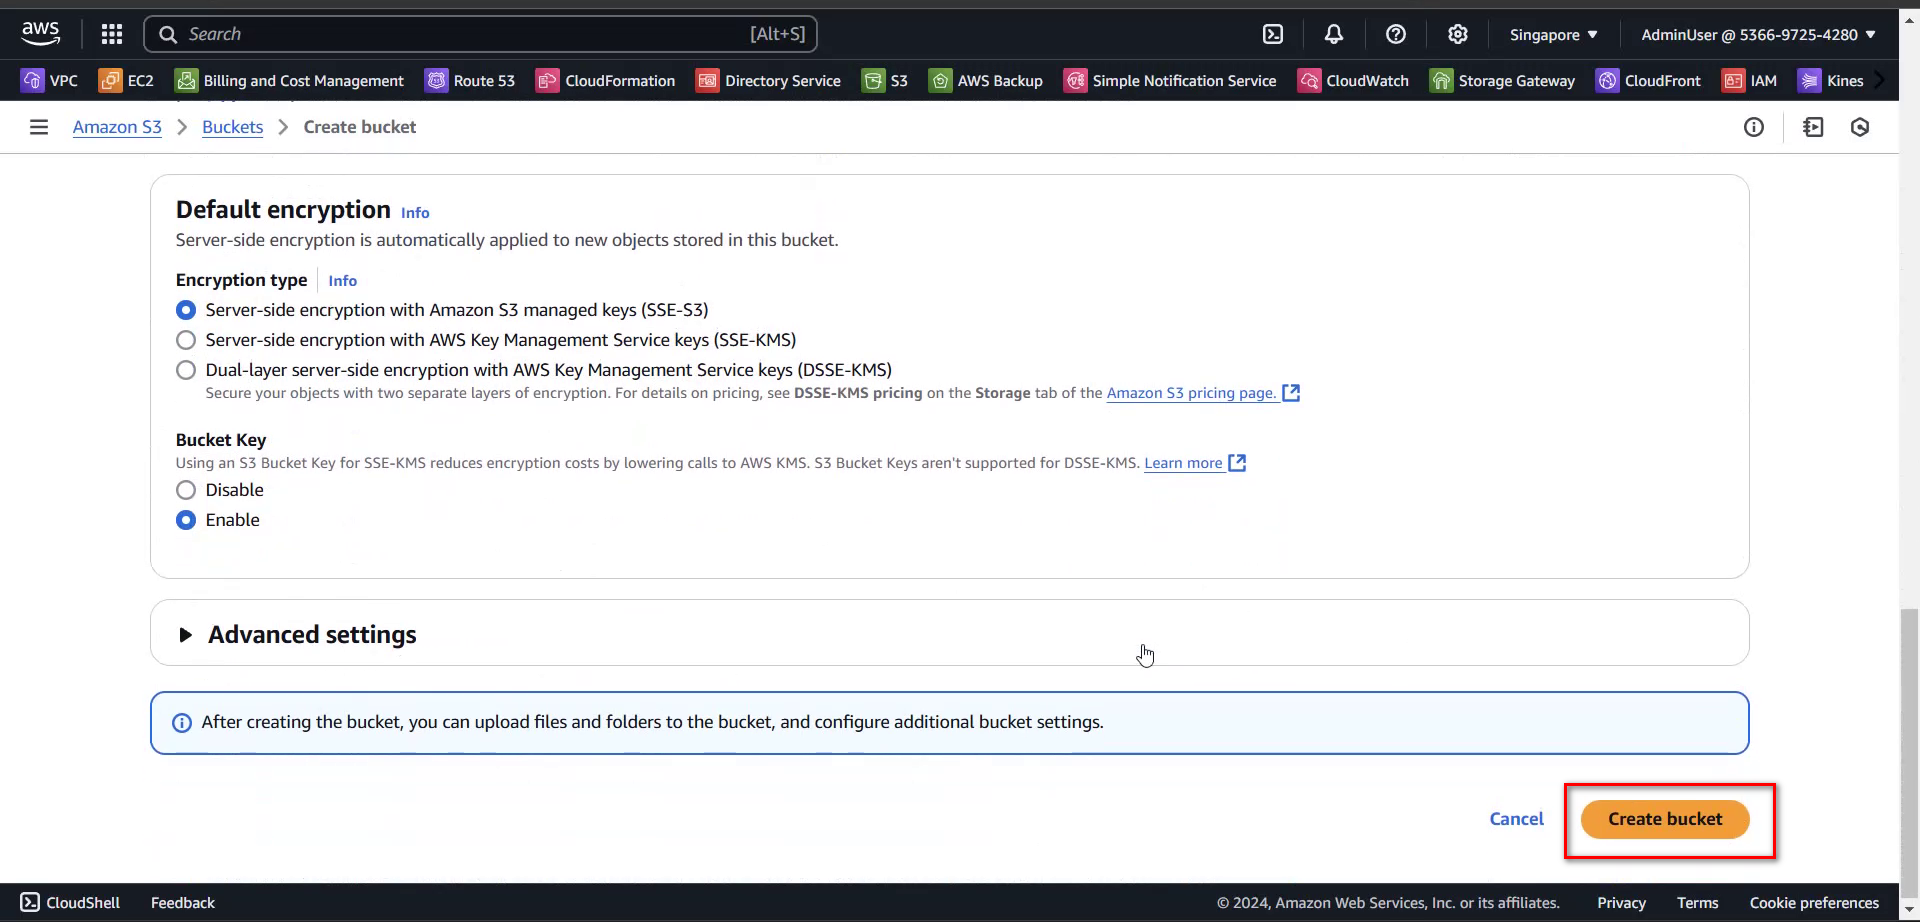 aws
Search [Alt+S] Singapore ▼ AdminUser @ 5366-9725-4280 ▼
VPC EC2 Billing and Cost Management Route 53 CloudFormation Directory Service S3 AWS Backup Simple Notification Service CloudWatch Storage Gateway CloudFront IAM Kines
Amazon S3 > Buckets > Create bucket
Default encryption Info
Server-side encryption is automatically applied to new objects stored in this bucket.
Encryption type Info
Server-side encryption with Amazon S3 managed keys (SSE-S3)
Server-side encryption with AWS Key Management Service keys (SSE-KMS)
Dual-layer server-side encryption with AWS Key Management Service keys (DSSE-KMS)
Secure your objects with two separate layers of encryption. For details on pricing, see DSSE-KMS pricing on the Storage tab of the Amazon S3 pricing page.
Bucket Key
Using an S3 Bucket Key for SSE-KMS reduces encryption costs by lowering calls to AWS KMS. S3 Bucket Keys aren't supported for DSSE-KMS. Learn more
Disable
Enable
Advanced settings
After creating the bucket, you can upload files and folders to the bucket, and configure additional bucket settings.
Cancel Create bucket
CloudShell Feedback © 2024, Amazon Web Services, Inc. or its affiliates. Privacy Terms Cookie preferences